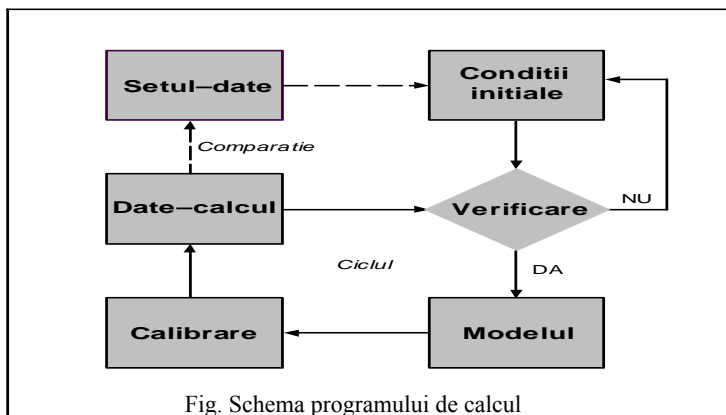 Setul–date
Conditii
initiale
Comparatie
Date–calcul
Verificare
NU
Ciclul
DA
Calibrare
Modelul
Fig. Schema programului de calcul